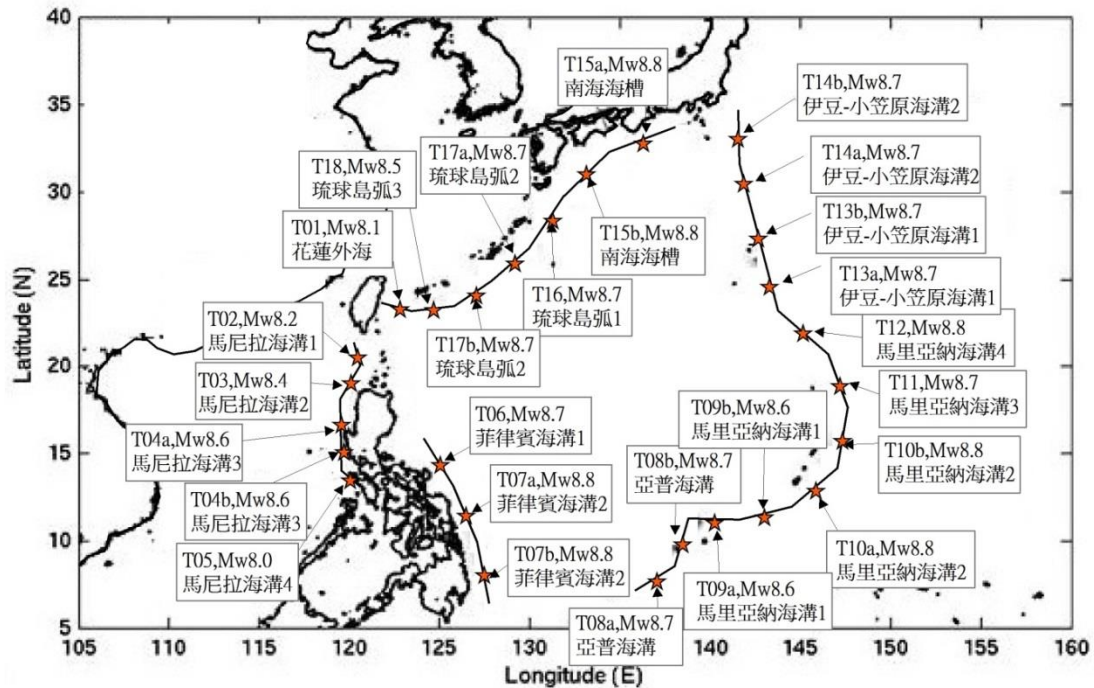 40
35
30
25
20
15
10
5
Latitude (N)
105
110
115
120
125
130
140
145
150
155
160
Longitude (E)
T15a,Mw8.8
南海海槽
T14b,Mw8.7
伊豆-小笠原海溝2
T17a,Mw8.7
琉球島弧2
T18,Mw8.5
琉球島弧3
T01,Mw8.1
花蓮外海
T14a,Mw8.7
伊豆-小笠原海溝2
T13b,Mw8.7
伊豆-小笠原海溝1
T15b,Mw8.8
南海海槽
T13a,Mw8.7
伊豆-小笠原海溝1
T16,Mw8.7
琉球島弧1
T02,Mw8.2
馬尼拉海溝1
T17b,Mw8.7
琉球島弧2
T12,Mw8.8
馬里亞納海溝4
T03,Mw8.4
馬尼拉海溝2
T11,Mw8.7
馬里亞納海溝3
T06,Mw8.7
菲律賓海溝1
T09b,Mw8.6
馬里亞納海溝1
T04a,Mw8.6
馬尼拉海溝3
T10b,Mw8.8
馬里亞納海溝2
T08b,Mw8.7
亞普海溝
T07a,Mw8.8
菲律賓海溝2
T04b,Mw8.6
馬尼拉海溝3
T05,Mw8.0
馬尼拉海溝4
T07b,Mw8.8
菲律賓海溝2
T10a,Mw8.8
馬里亞納海溝2
T09a,Mw8.6
馬里亞納海溝1
T08a,Mw8.7
亞普海溝